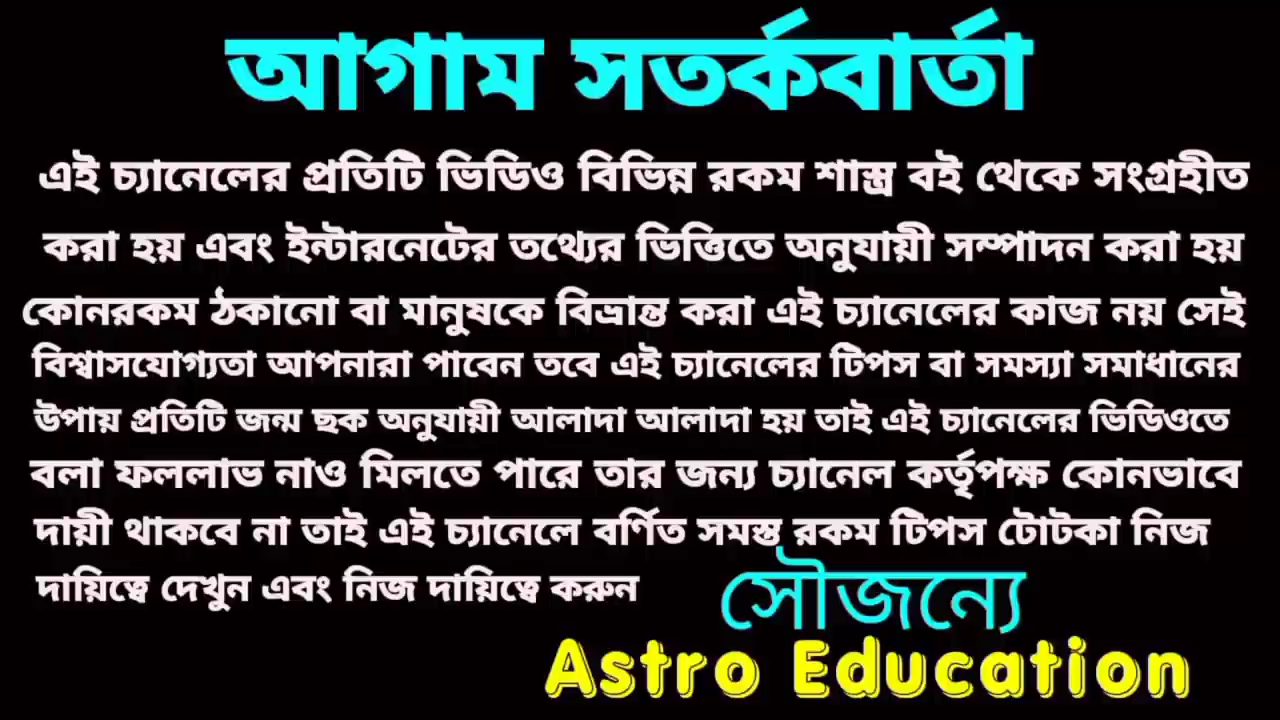 আগাম সতর্কবার্তা
এই চ্যানেলের প্রতিটি ভিডিও বিভিন্ন রকম শাস্ত্র বই থেকে সংগ্রহীত
করা হয় এবং ইন্টারনেটের তথ্যের ভিত্তিতে অনুযায়ী সম্পাদন করা হয়
কোনরকম ঠকানো বা মানুষকে বিভ্রান্ত করা এই চ্যানেলের কাজ নয় সেই
বিশ্বাসযোগ্যতা আপনারা পাবেন তবে এই চ্যানেলের টিপস বা সমস্যা সমাধানের
উপায় প্রতিটি জন্ম ছক অনুযায়ী আলাদা আলাদা হয় তাই এই চ্যানেলের ভিডিওতে
বলা ফললাভ নাও মিলতে পারে তার জন্য চ্যানেল কর্তৃপক্ষ কোনভাবে
দায়ী থাকবে না তাই এই চ্যানেলে বর্ণিত সমস্ত রকম টিপস টোটকা নিজ
দায়িত্বে দেখুন এবং নিজ দায়িত্বে করুন
সৌজন্যে
Astro Education